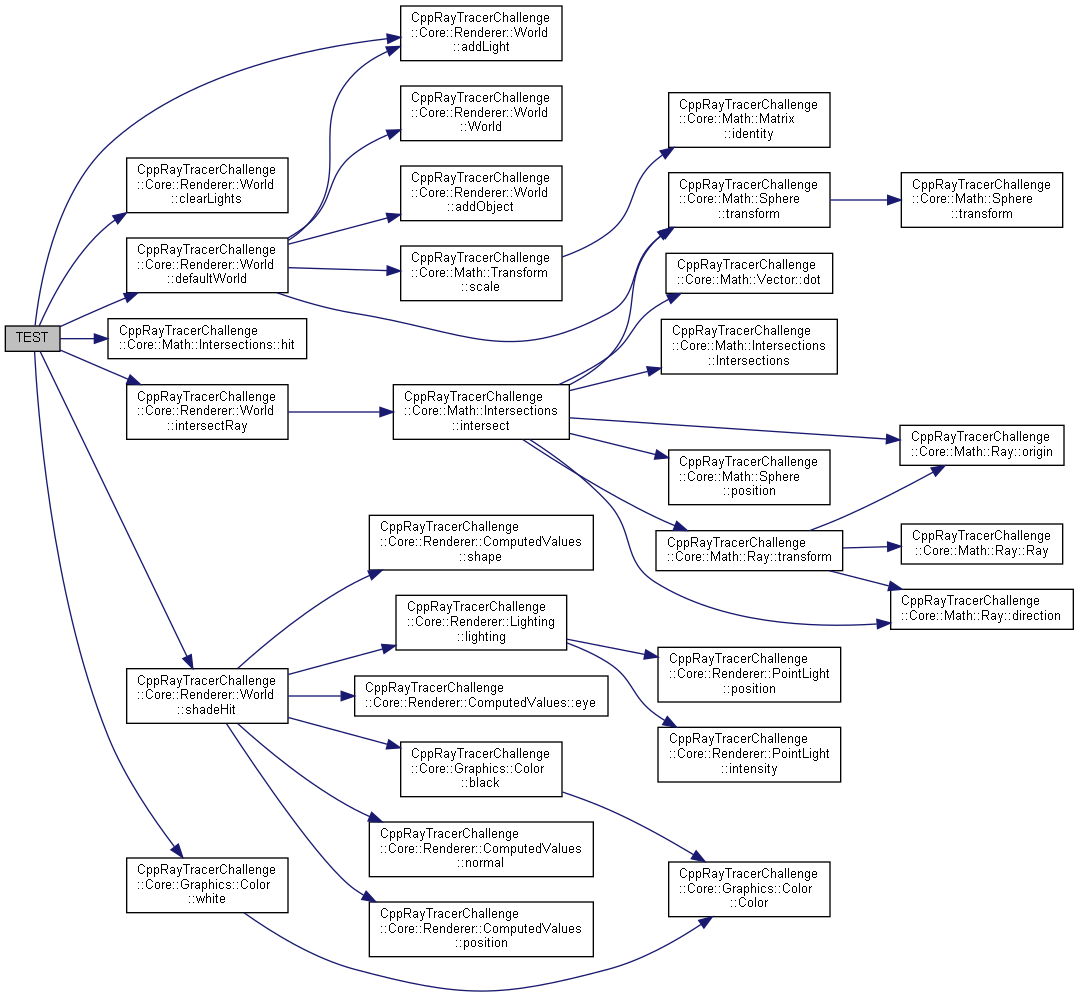 TEST
CppRayTracerChallenge
::Core::Renderer::World
::addLight
CppRayTracerChallenge
::Core::Renderer::World
::World
CppRayTracerChallenge
::Core::Renderer::World
::clearLights
CppRayTracerChallenge
::Core::Renderer::World
::addObject
CppRayTracerChallenge
::Core::Renderer::World
::defaultWorld
CppRayTracerChallenge
::Core::Math::Transform
::scale
CppRayTracerChallenge
::Core::Math::Matrix
::identity
CppRayTracerChallenge
::Core::Math::Sphere
::transform
CppRayTracerChallenge
::Core::Math::Sphere
::transform
CppRayTracerChallenge
::Core::Math::Vector::dot
CppRayTracerChallenge
::Core::Math::Intersections::hit
CppRayTracerChallenge
::Core::Math::Intersections
::Intersections
CppRayTracerChallenge
::Core::Renderer::World
::intersectRay
CppRayTracerChallenge
::Core::Math::Intersections
::intersect
CppRayTracerChallenge
::Core::Math::Ray::origin
CppRayTracerChallenge
::Core::Math::Sphere
::position
CppRayTracerChallenge
::Core::Math::Ray::transform
CppRayTracerChallenge
::Core::Math::Ray::Ray
CppRayTracerChallenge
::Core::Math::Ray::direction
CppRayTracerChallenge
::Core::Renderer::ComputedValues
::shape
CppRayTracerChallenge
::Core::Renderer::Lighting
::lighting
CppRayTracerChallenge
::Core::Renderer::PointLight
::position
CppRayTracerChallenge
::Core::Renderer::World
::shadeHit
CppRayTracerChallenge
::Core::Renderer::ComputedValues::eye
CppRayTracerChallenge
::Core::Renderer::PointLight
::intensity
CppRayTracerChallenge
::Core::Graphics::Color
::black
CppRayTracerChallenge
::Core::Renderer::ComputedValues
::normal
CppRayTracerChallenge
::Core::Graphics::Color
::white
CppRayTracerChallenge
::Core::Graphics::Color
::Color
CppRayTracerChallenge
::Core::Renderer::ComputedValues
::position